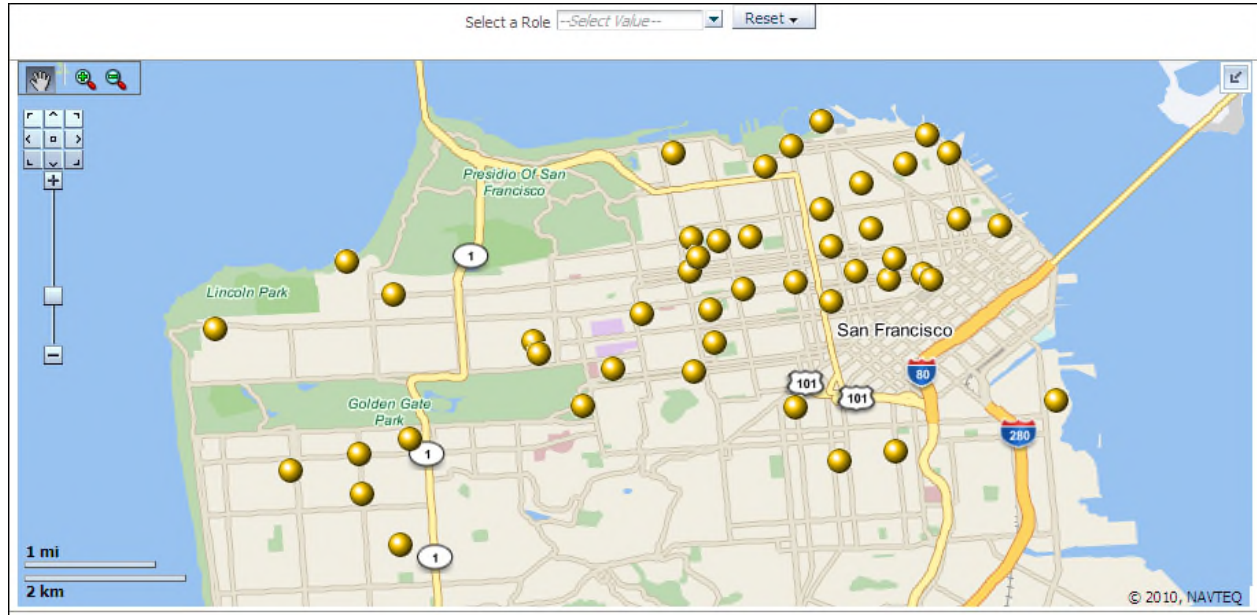 Select a Role --Select Value-- Reset
Presidio Of San
Francisco
1
Lincoln Park
San Francisco
80
101
101
Golden Gate
Park
280
1
1
1 mi
2 km
© 2010, NAVTEQ